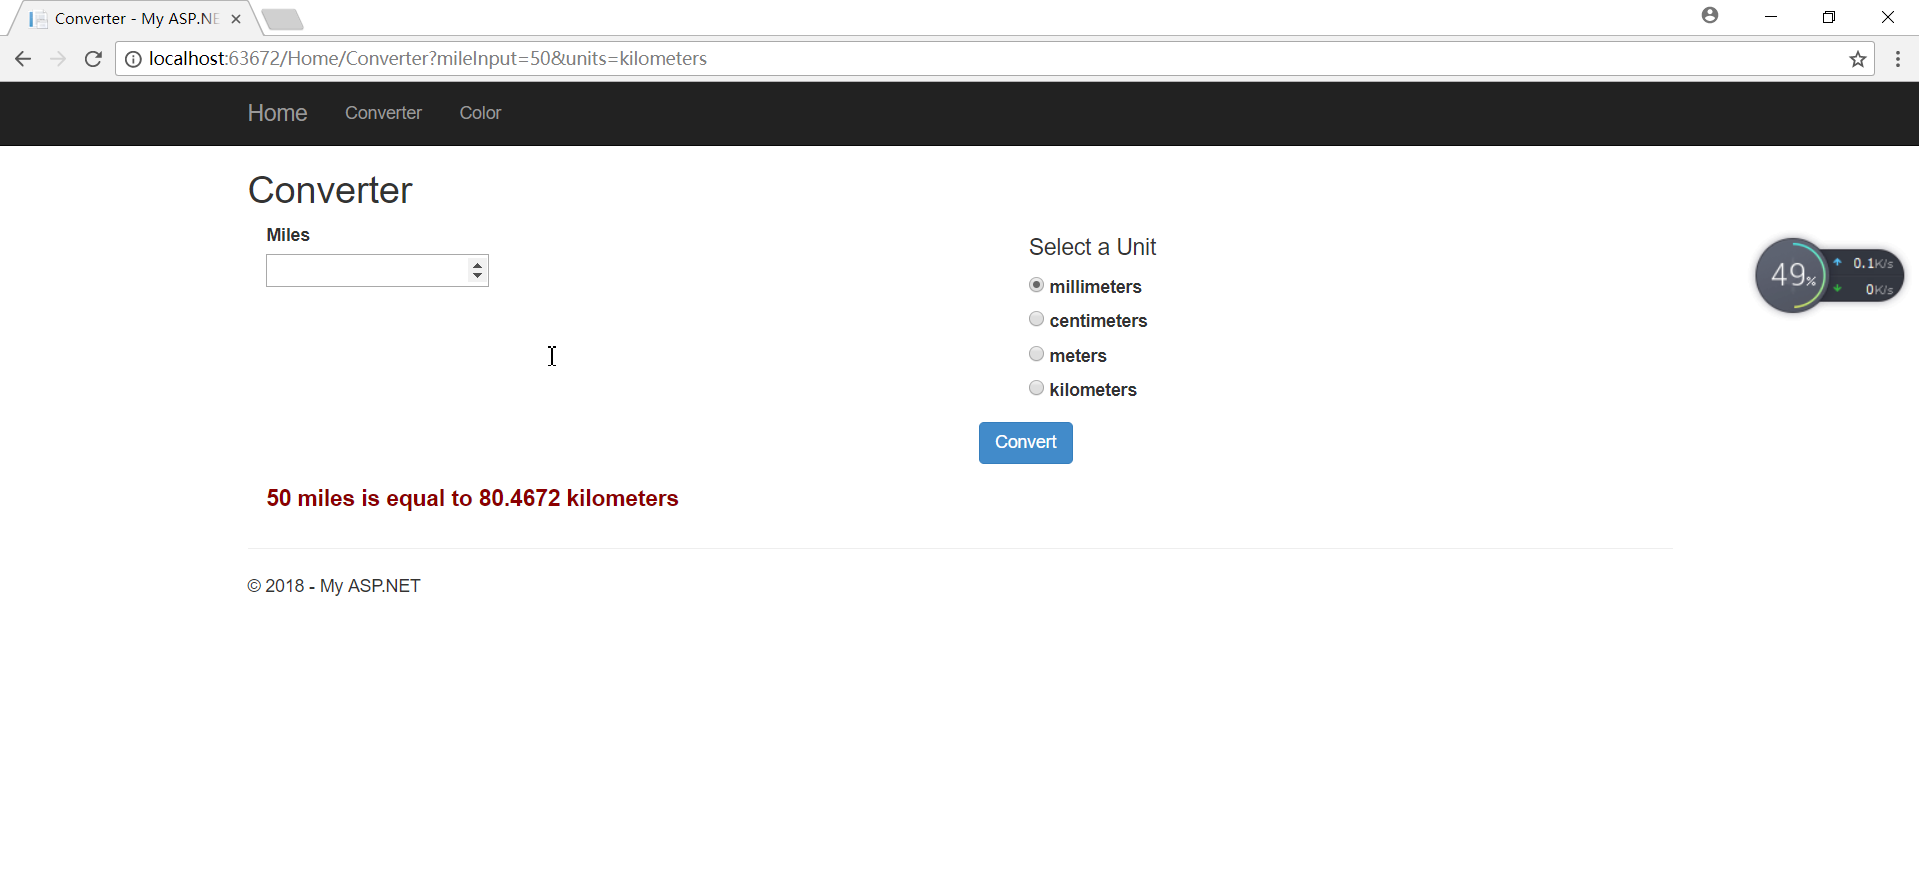 Converter - My ASP.NE
localhost:63672/Home/Converter?mileInput=50&units=kilometers
Home Converter Color
Converter
Miles
Select a Unit
millimeters
centimeters
meters
kilometers
Convert
50 miles is equal to 80.4672 kilometers
© 2018 - My ASP.NET
49%
0.1K/s
0K/s